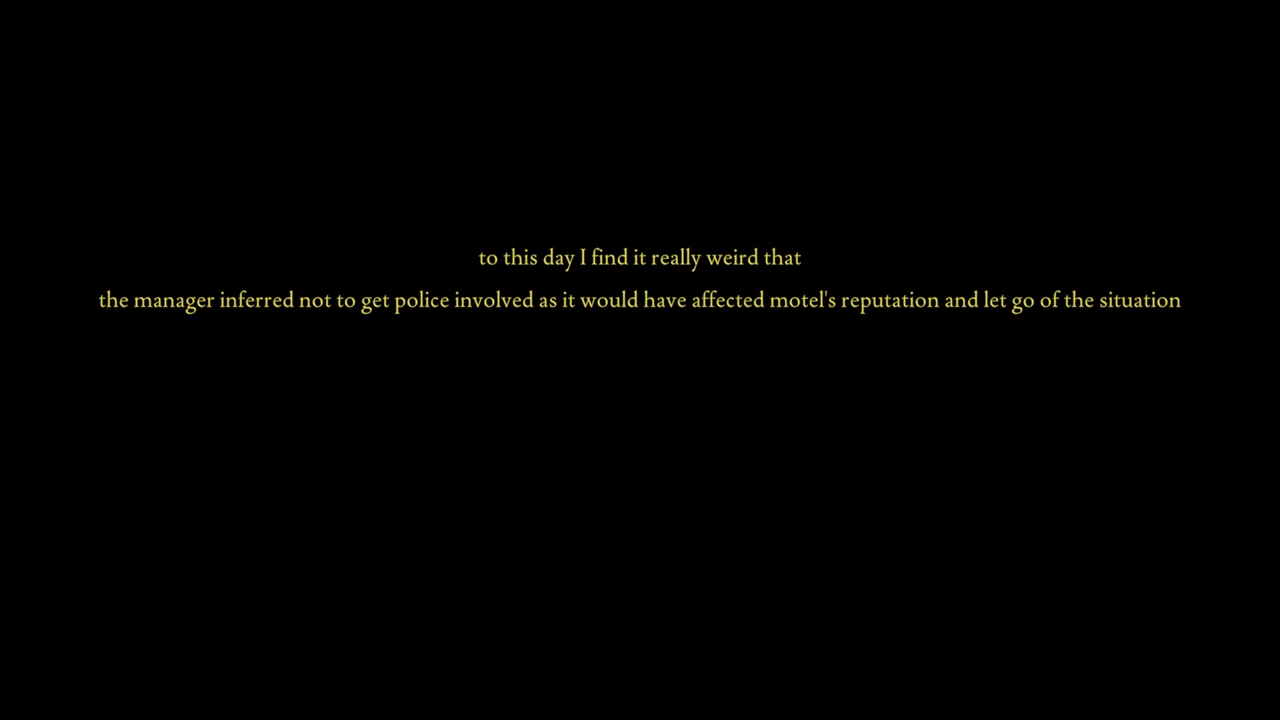 to this day I find it really weird that
the manager inferred not to get police involved as it would have affected motel's reputation and let go of the situation